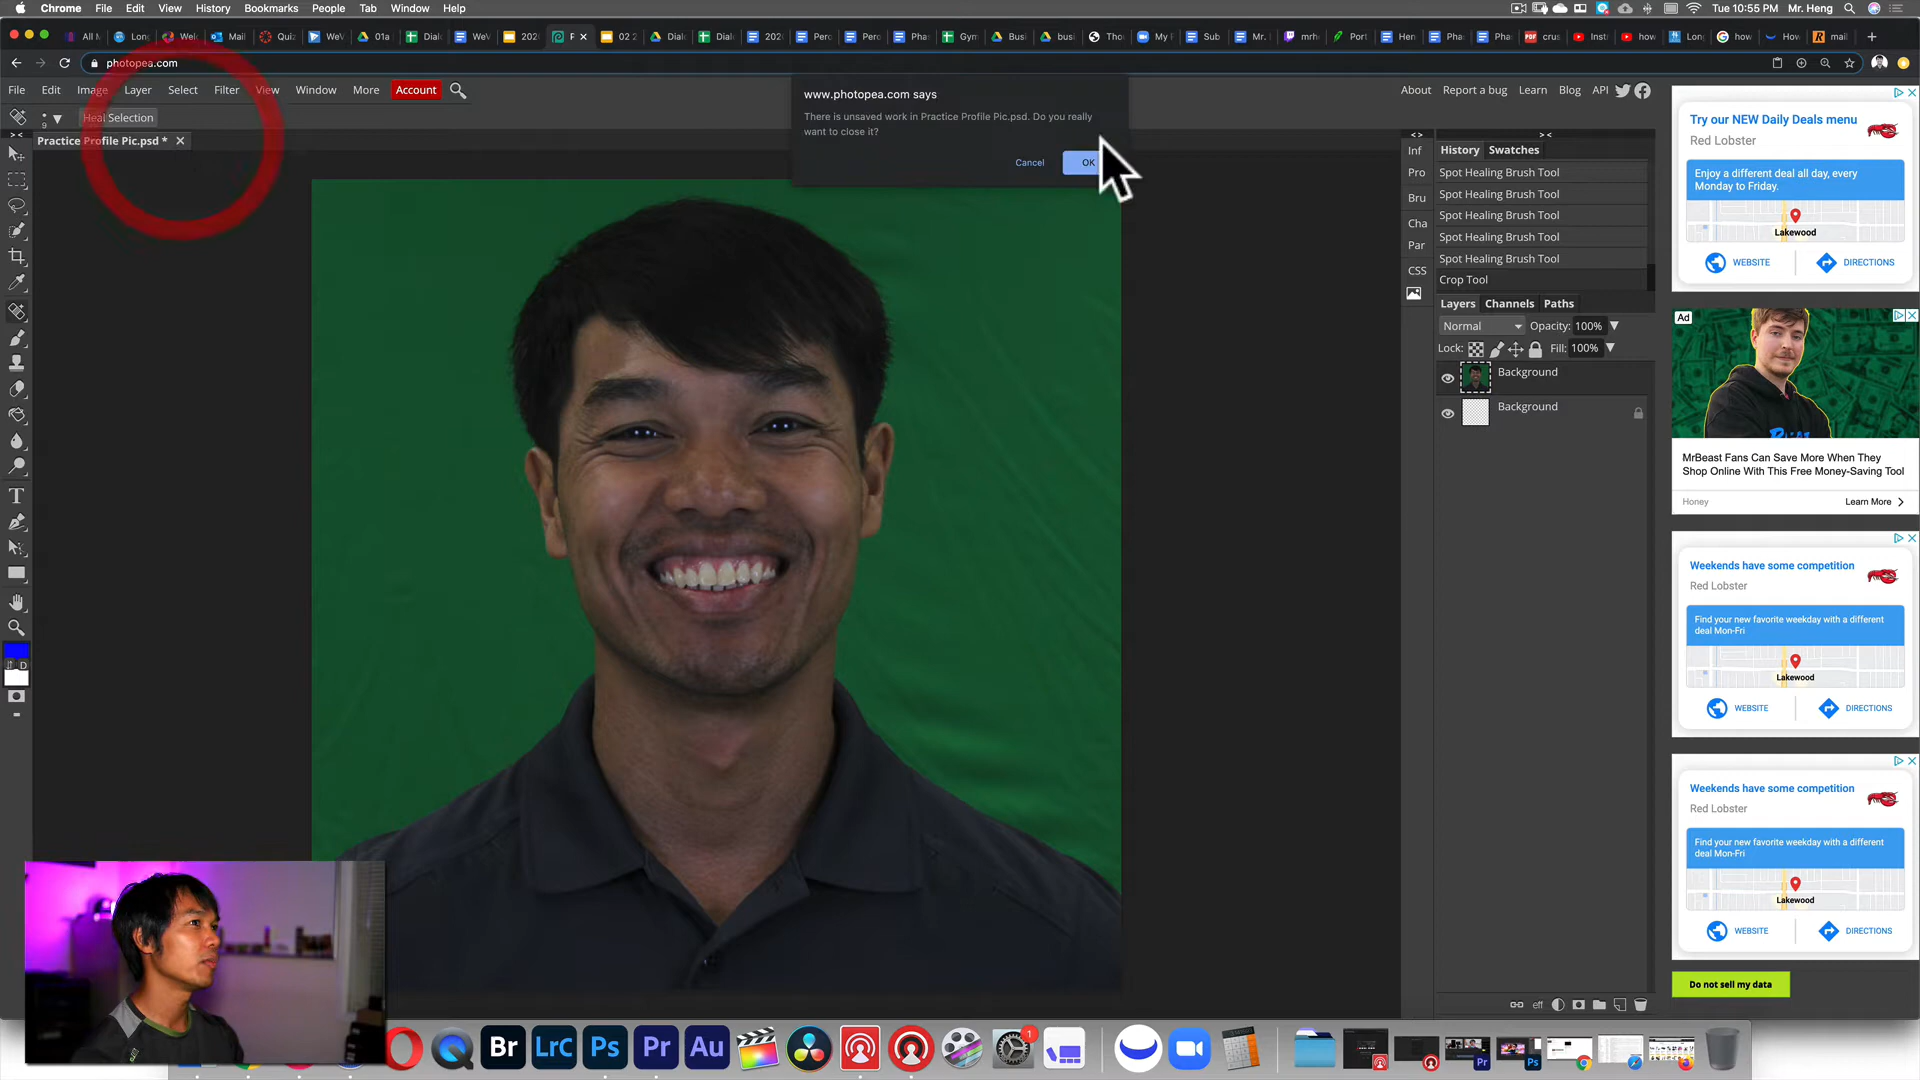 Chrome File Edit View History Bookmarks People Tab Window Help
Tue 10:55 PM Mr. Heng
photopea.com
File Edit Image Layer Select Filter View Window More Account
About Report a bug Learn Blog API
9 Heal Selection
Practice Profile Pic.psd *
www.photopea.com says
There is unsaved work in Practice Profile Pic.psd. Do you really
want to close it?
Cancel OK
Inf
Pro
Bru
Cha
Par
CSS
History Swatches
Spot Healing Brush Tool
Spot Healing Brush Tool
Spot Healing Brush Tool
Spot Healing Brush Tool
Spot Healing Brush Tool
Crop Tool
Layers Channels Paths
Normal Opacity: 100%
Lock: Fill: 100%
Background
Background
eff
T
D
Try our NEW Daily Deals menu
Red Lobster
Enjoy a different deal all day, every
Monday to Friday.
Lakewood
WEBSITE DIRECTIONS
Ad
MrBeast Fans Can Save More When They
Shop Online With This Free Money-Saving Tool
Honey Learn More
Weekends have some competition
Red Lobster
Find your new favorite weekday with a different
deal Mon-Fri
Lakewood
WEBSITE DIRECTIONS
Weekends have some competition
Red Lobster
Find your new favorite weekday with a different
deal Mon-Fri
Lakewood
WEBSITE DIRECTIONS
Do not sell my data
Br LrC Ps Pr Au
1